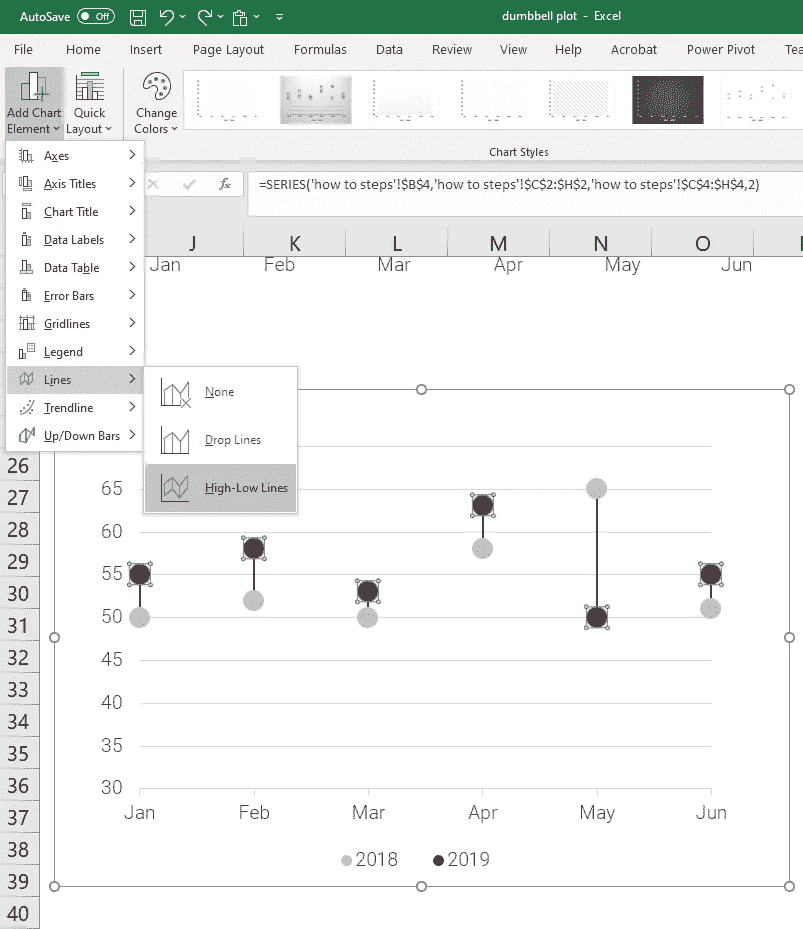 AutoSave Off dumbbell plot - Excel
File Home Insert Page Layout Formulas Data Review View Help Acrobat Power Pivot Tea
Add Chart Element
Quick Layout
Change Colors
Chart Styles
Axes
Axis Titles
Chart Title
Data Labels
Data Table
Error Bars
Gridlines
Legend
Lines
Trendline
Up/Down Bars
None
Drop Lines
High-Low Lines
fx =SERIES('how to steps'!$B$4,'how to steps'!$C$2:$H$2,'how to steps'!$C$4:$H$4,2)
J K L M N O
Jan Feb Mar Apr May Jun
26
27
28
29
30
31
32
33
34
35
36
37
38
39
40
65
60
55
50
45
40
35
30
Jan Feb Mar Apr May Jun
2018 2019